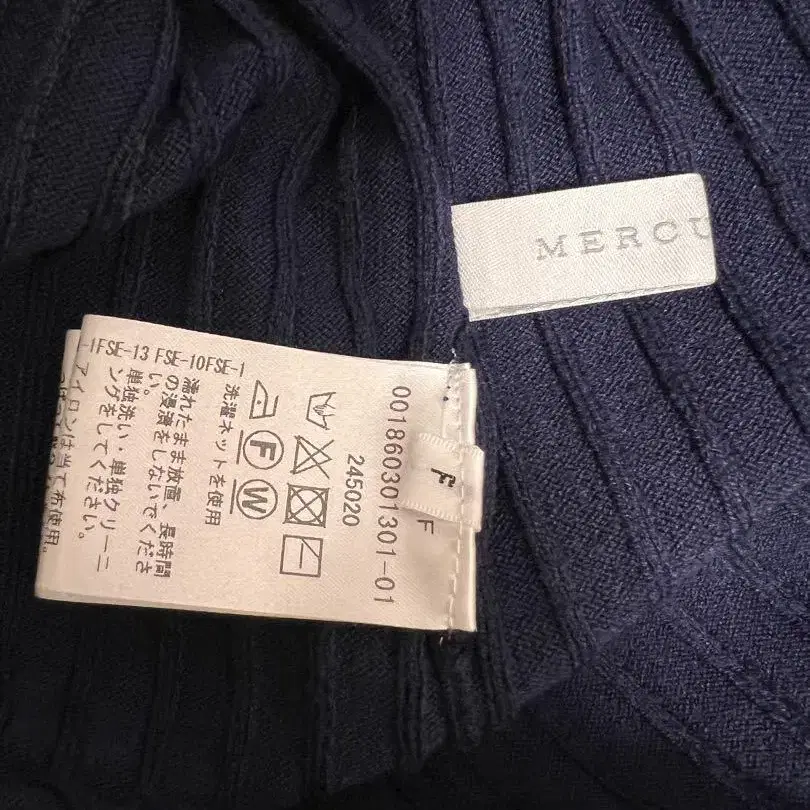 MERCU
F
001860301301-01
F
245020
F
W
洗濯ネットを使用
濡れたまま放置、長時間
の浸漬をしないでくださ
い。
単独洗い・単独クリーニ
ングをしてください。
アイロンは当て布使用。
-1FSE-13 FSE-10FSE-1